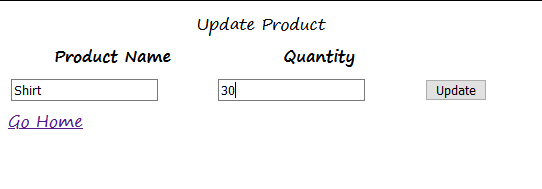 Update Product
Product Name Quantity
Shirt 30 Update
Go Home